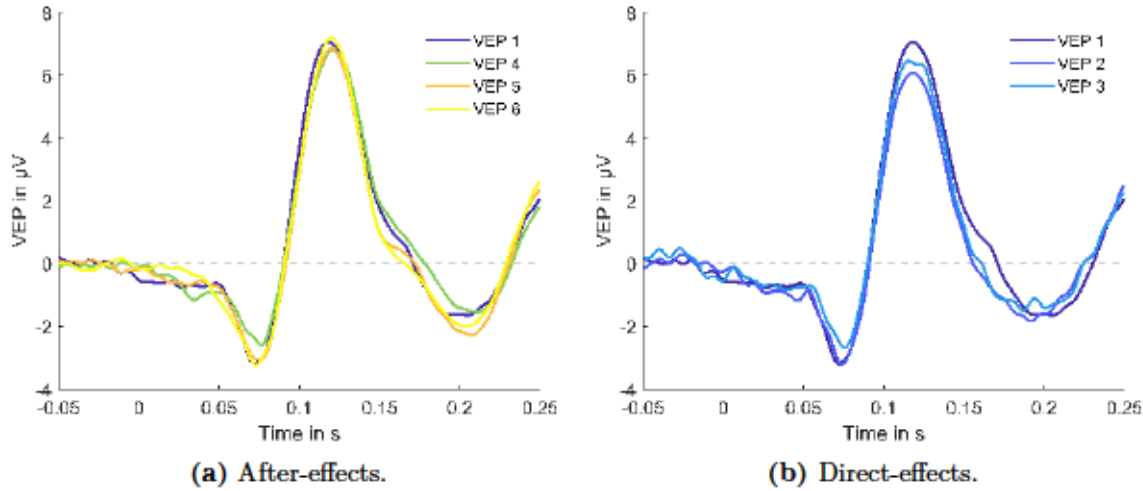 8
6
4
2
0
-2
-4
VEP in µV
-0.05 0 0.05 0.1 0.15 0.2 0.25
Time in s
VEP 1
VEP 4
VEP 5
VEP 6
(a) After-effects.
8
6
4
2
0
-2
-4
VEP in µV
-0.05 0 0.05 0.1 0.15 0.2 0.25
Time in s
VEP 1
VEP 2
VEP 3
(b) Direct-effects.